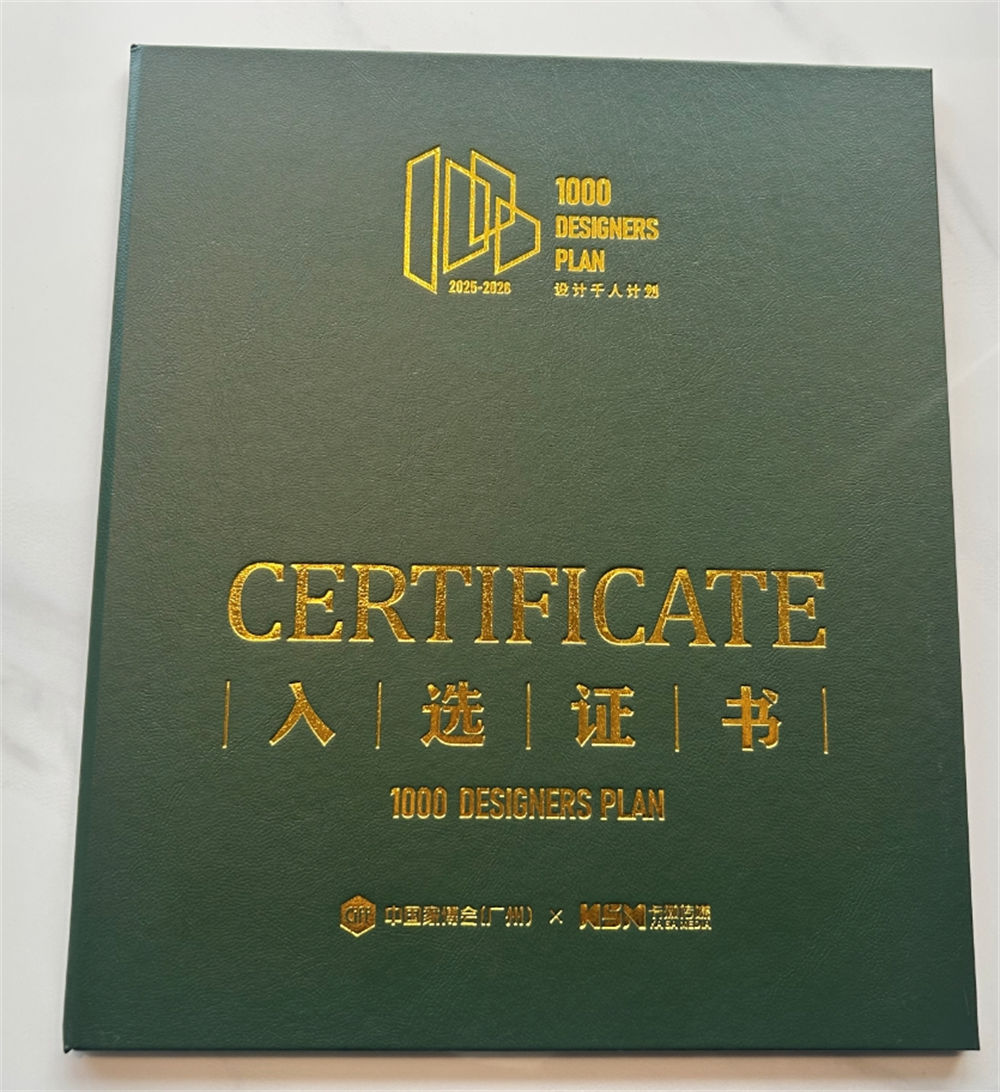 1000
DESIGNERS
PLAN
2025-2026
设计千人计划
CERTIFICATE
入选证书
1000 DESIGNERS PLAN
中国家博会(广州) ×